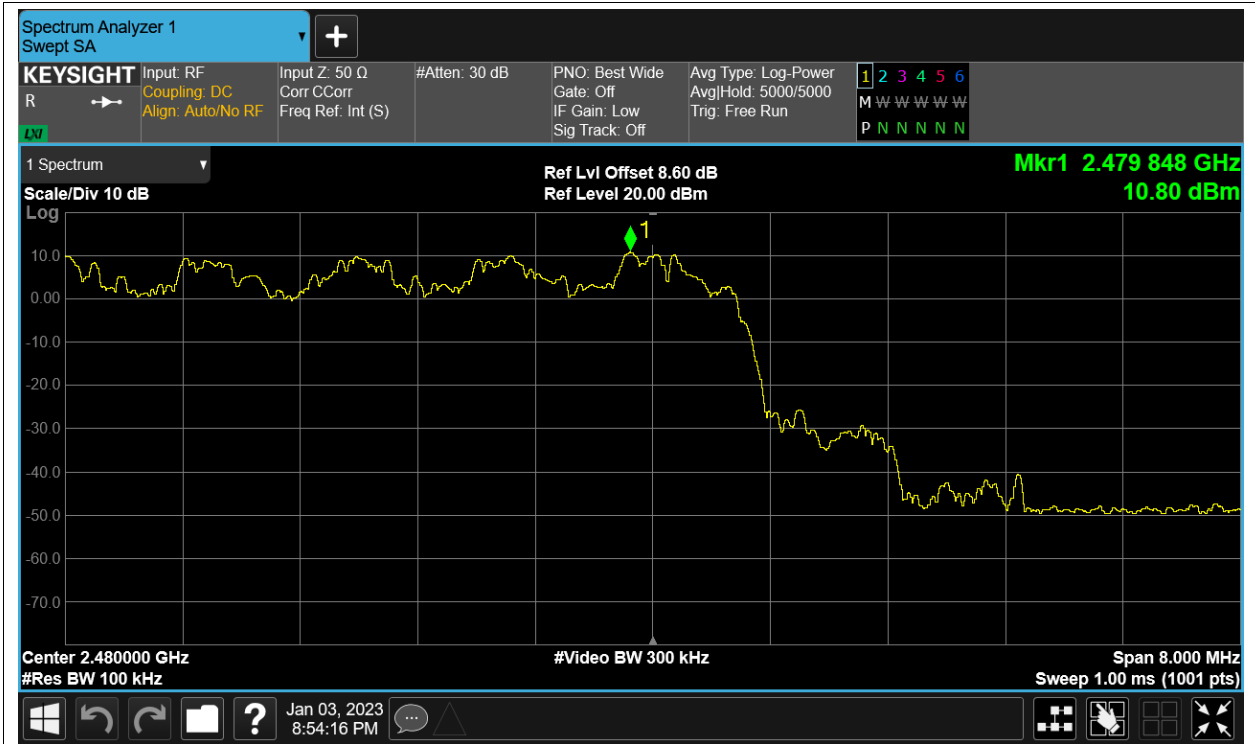 Spectrum Analyzer 1
Swept SA
+
KEYSIGHT Input: RF Input Z: 50 Ω #Atten: 30 dB PNO: Best Wide Avg Type: Log-Power 1 2 3 4 5 6
R Coupling: DC Corr CCorr Gate: Off Avg|Hold: 5000/5000 M W W W W W W
Align: Auto/No RF Freq Ref: Int (S) IF Gain: Low Trig: Free Run
LXI Sig Track: Off P N N N N N
1 Spectrum
Ref Lvl Offset 8.60 dB
Mkr1 2.479 848 GHz
Scale/Div 10 dB
Ref Level 20.00 dBm
10.80 dBm
Log
1
10.0
0.00
-10.0
-20.0
-30.0
-40.0
-50.0
-60.0
-70.0
Center 2.480000 GHz #Video BW 300 kHz Span 8.000 MHz
#Res BW 100 kHz Sweep 1.00 ms (1001 pts)
? Jan 03, 2023
8:54:16 PM